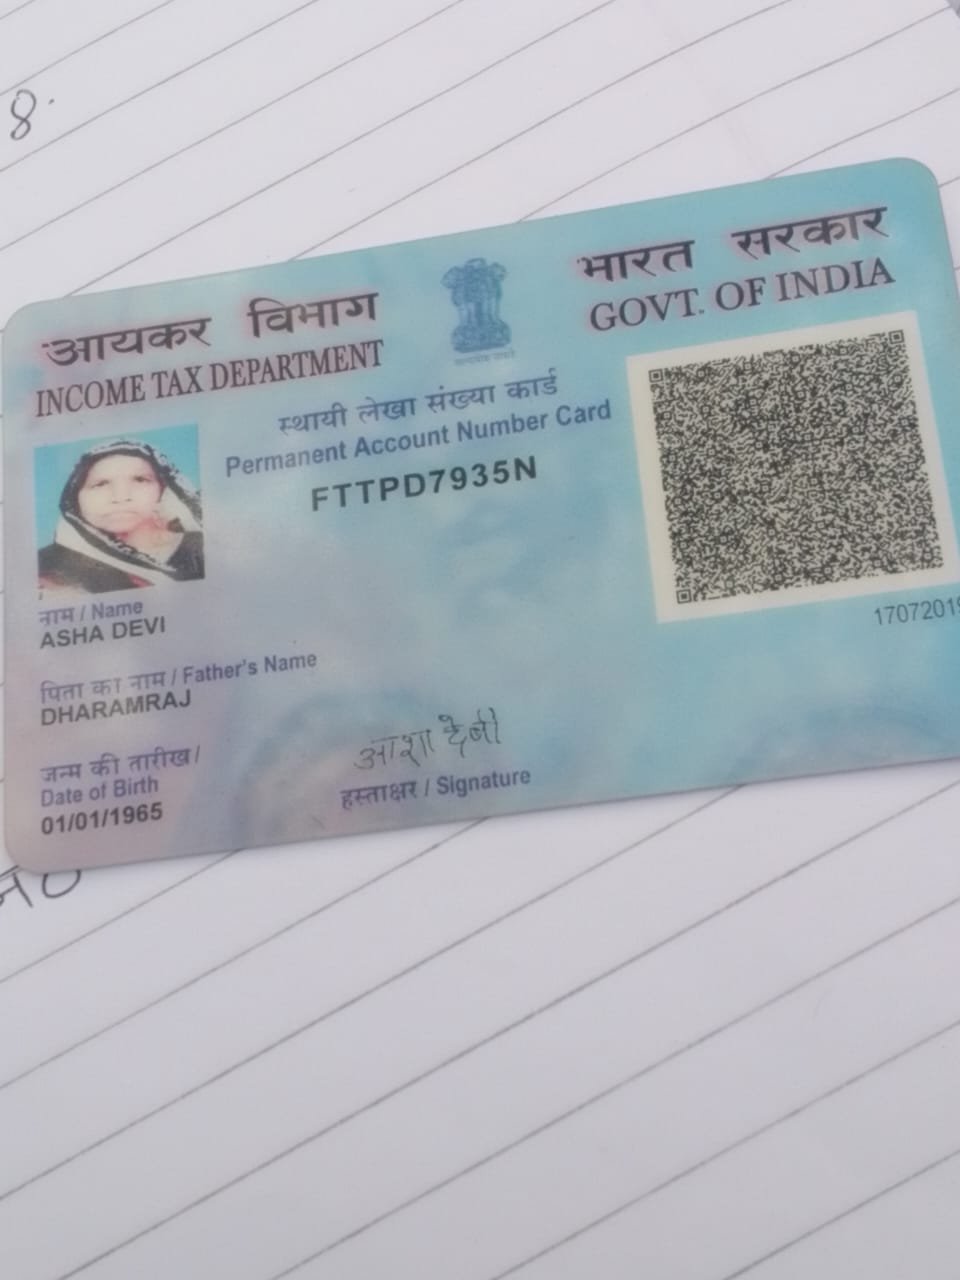 8.
आयकर विभाग
INCOME TAX DEPARTMENT
भारत सरकार
GOVT. OF INDIA
स्थायी लेखा संख्या कार्ड
Permanent Account Number Card
FTTPD7935N
नाम / Name
ASHA DEVI
17072019
पिता का नाम / Father's Name
DHARAMRAJ
जन्म की तारीख /
Date of Birth
01/01/1965
आशा देबी
हस्ताक्षर / Signature